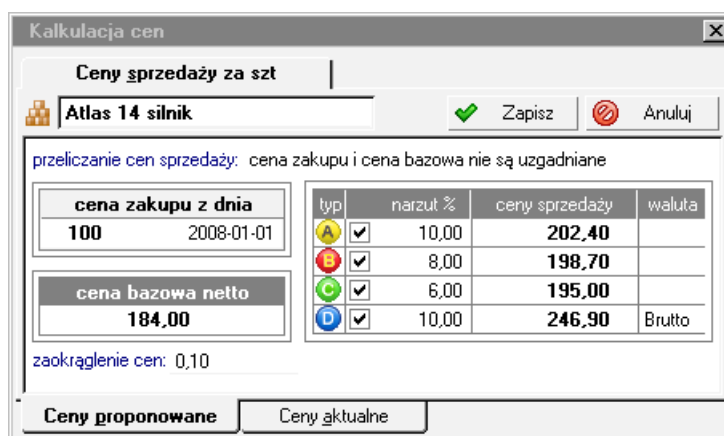 Kalkulacja cen
Ceny sprzedaży za szt
Atlas 14 silnik
Zapisz
Anuluj
przeliczanie cen sprzedaży: cena zakupu i cena bazowa nie są uzgadniane
cena zakupu z dnia
100 2008-01-01
cena bazowa netto
184,00
zaokrąglenie cen: 0,10
typ narzut % ceny sprzedaży waluta
A 10,00 202,40
B 8,00 198,70
C 6,00 195,00
D 10,00 246,90 Brutto
Ceny proponowane
Ceny aktualne